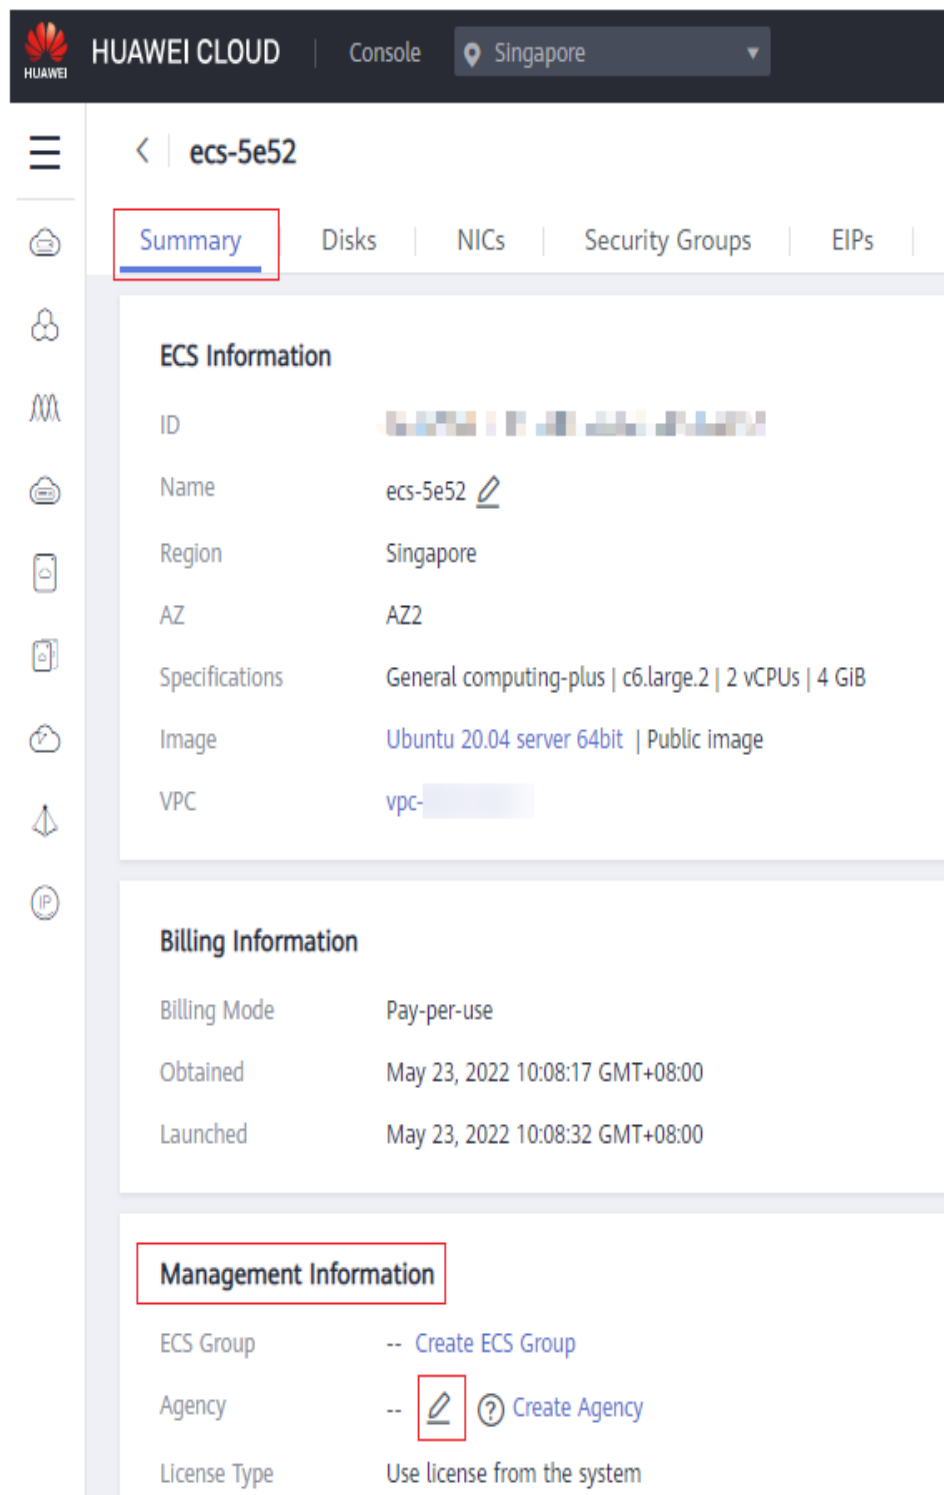 HUAWEI HUAWEI CLOUD Console Singapore
ecs-5e52
Summary Disks NICs Security Groups EIPs
ECS Information
ID
Name ecs-5e52
Region Singapore
AZ AZ2
Specifications General computing-plus | c6.large.2 | 2 vCPUs | 4 GiB
Image Ubuntu 20.04 server 64bit | Public image
VPC vpc-
IP
Billing Information
Billing Mode Pay-per-use
Obtained May 23, 2022 10:08:17 GMT+08:00
Launched May 23, 2022 10:08:32 GMT+08:00
Management Information
ECS Group -- Create ECS Group
Agency -- ? Create Agency
License Type Use license from the system